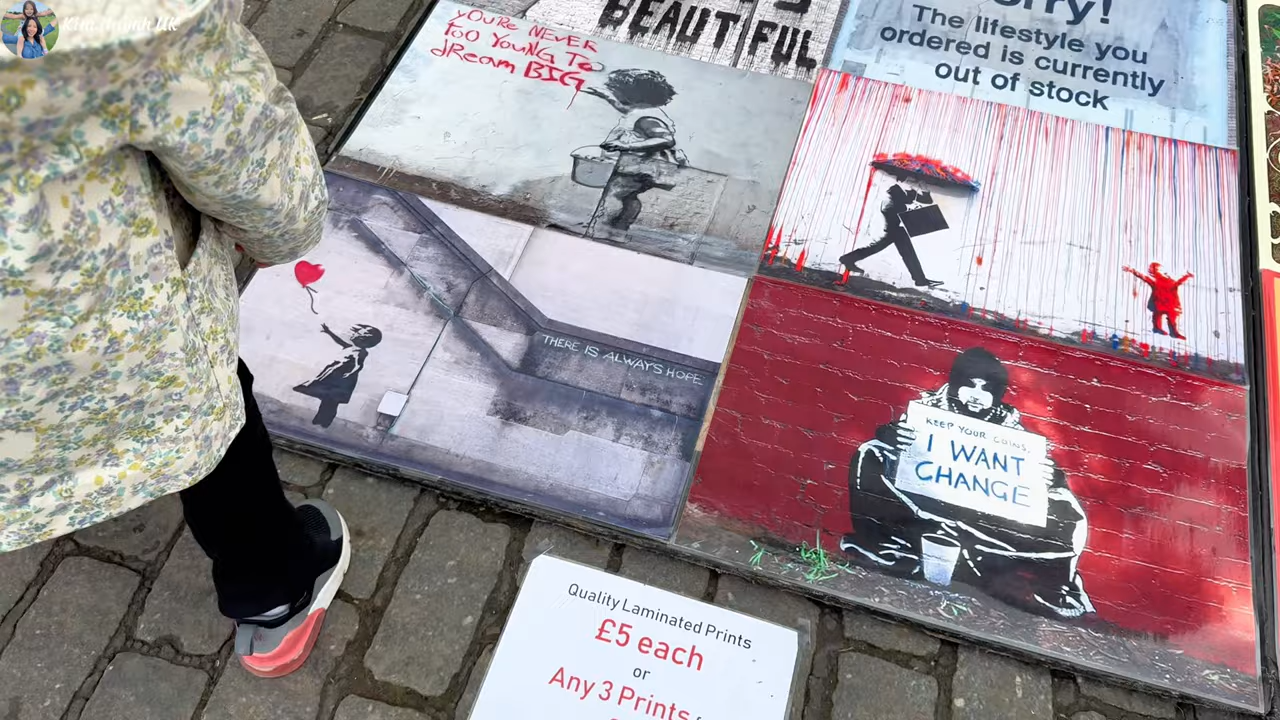 BEAUTIFUL
YOU'RE NEVER
TOO YOUNG TO
dREAM BIG
Sorry!
The lifestyle you
ordered is currently
out of stock
THERE IS ALWAYS HOPE
KEEP YOUR COINS,
I WANT
CHANGE
Quality Laminated Prints
£5 each
or
Any 3 Prints